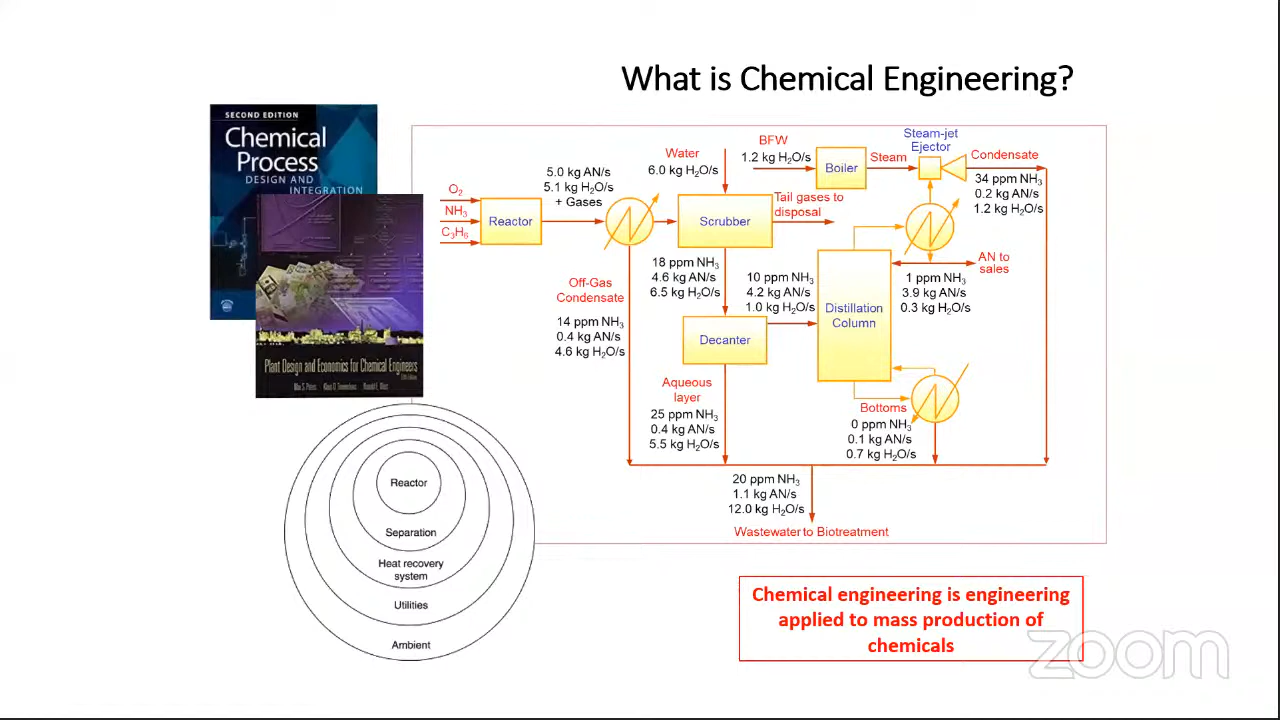 What is Chemical Engineering?
SECOND EDITION
Chemical
Process
DESIGN AND
INTEGRATION
Plant Design and Economics for Chemical Engineers
O₂
NH₃
C₃H₆
Reactor
5.0 kg AN/s
5.1 kg H₂O/s
+ Gases
Water
6.0 kg H₂O/s
BFW
1.2 kg H₂O/s
Boiler
Steam
Steam-jet
Ejector
Condensate
34 ppm NH₃
0.2 kg AN/s
1.2 kg H₂O/s
Scrubber
Tail gases to
disposal
Off-Gas
Condensate
14 ppm NH₃
0.4 kg AN/s
4.6 kg H₂O/s
18 ppm NH₃
4.6 kg AN/s
6.5 kg H₂O/s
10 ppm NH₃
4.2 kg AN/s
1.0 kg H₂O/s
Distillation
Column
AN to
sales
1 ppm NH₃
3.9 kg AN/s
0.3 kg H₂O/s
Decanter
Aqueous
layer
25 ppm NH₃
0.4 kg AN/s
5.5 kg H₂O/s
Bottoms
0 ppm NH₃
0.1 kg AN/s
0.7 kg H₂O/s
20 ppm NH₃
1.1 kg AN/s
12.0 kg H₂O/s
Wastewater to Biotreatment
Reactor
Separation
Heat recovery
system
Utilities
Ambient
Chemical engineering is engineering
applied to mass production of
chemicals
zoom